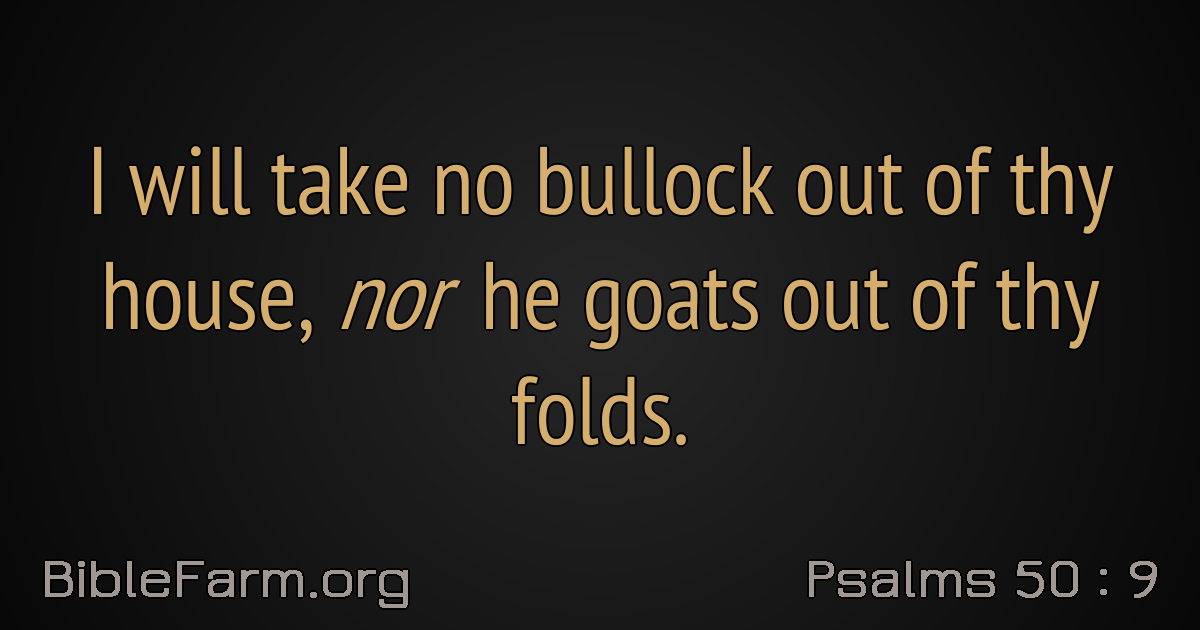 I will take no bullock out of thy
house, nor he goats out of thy
folds.
BibleFarm.org
Psalms 50 : 9